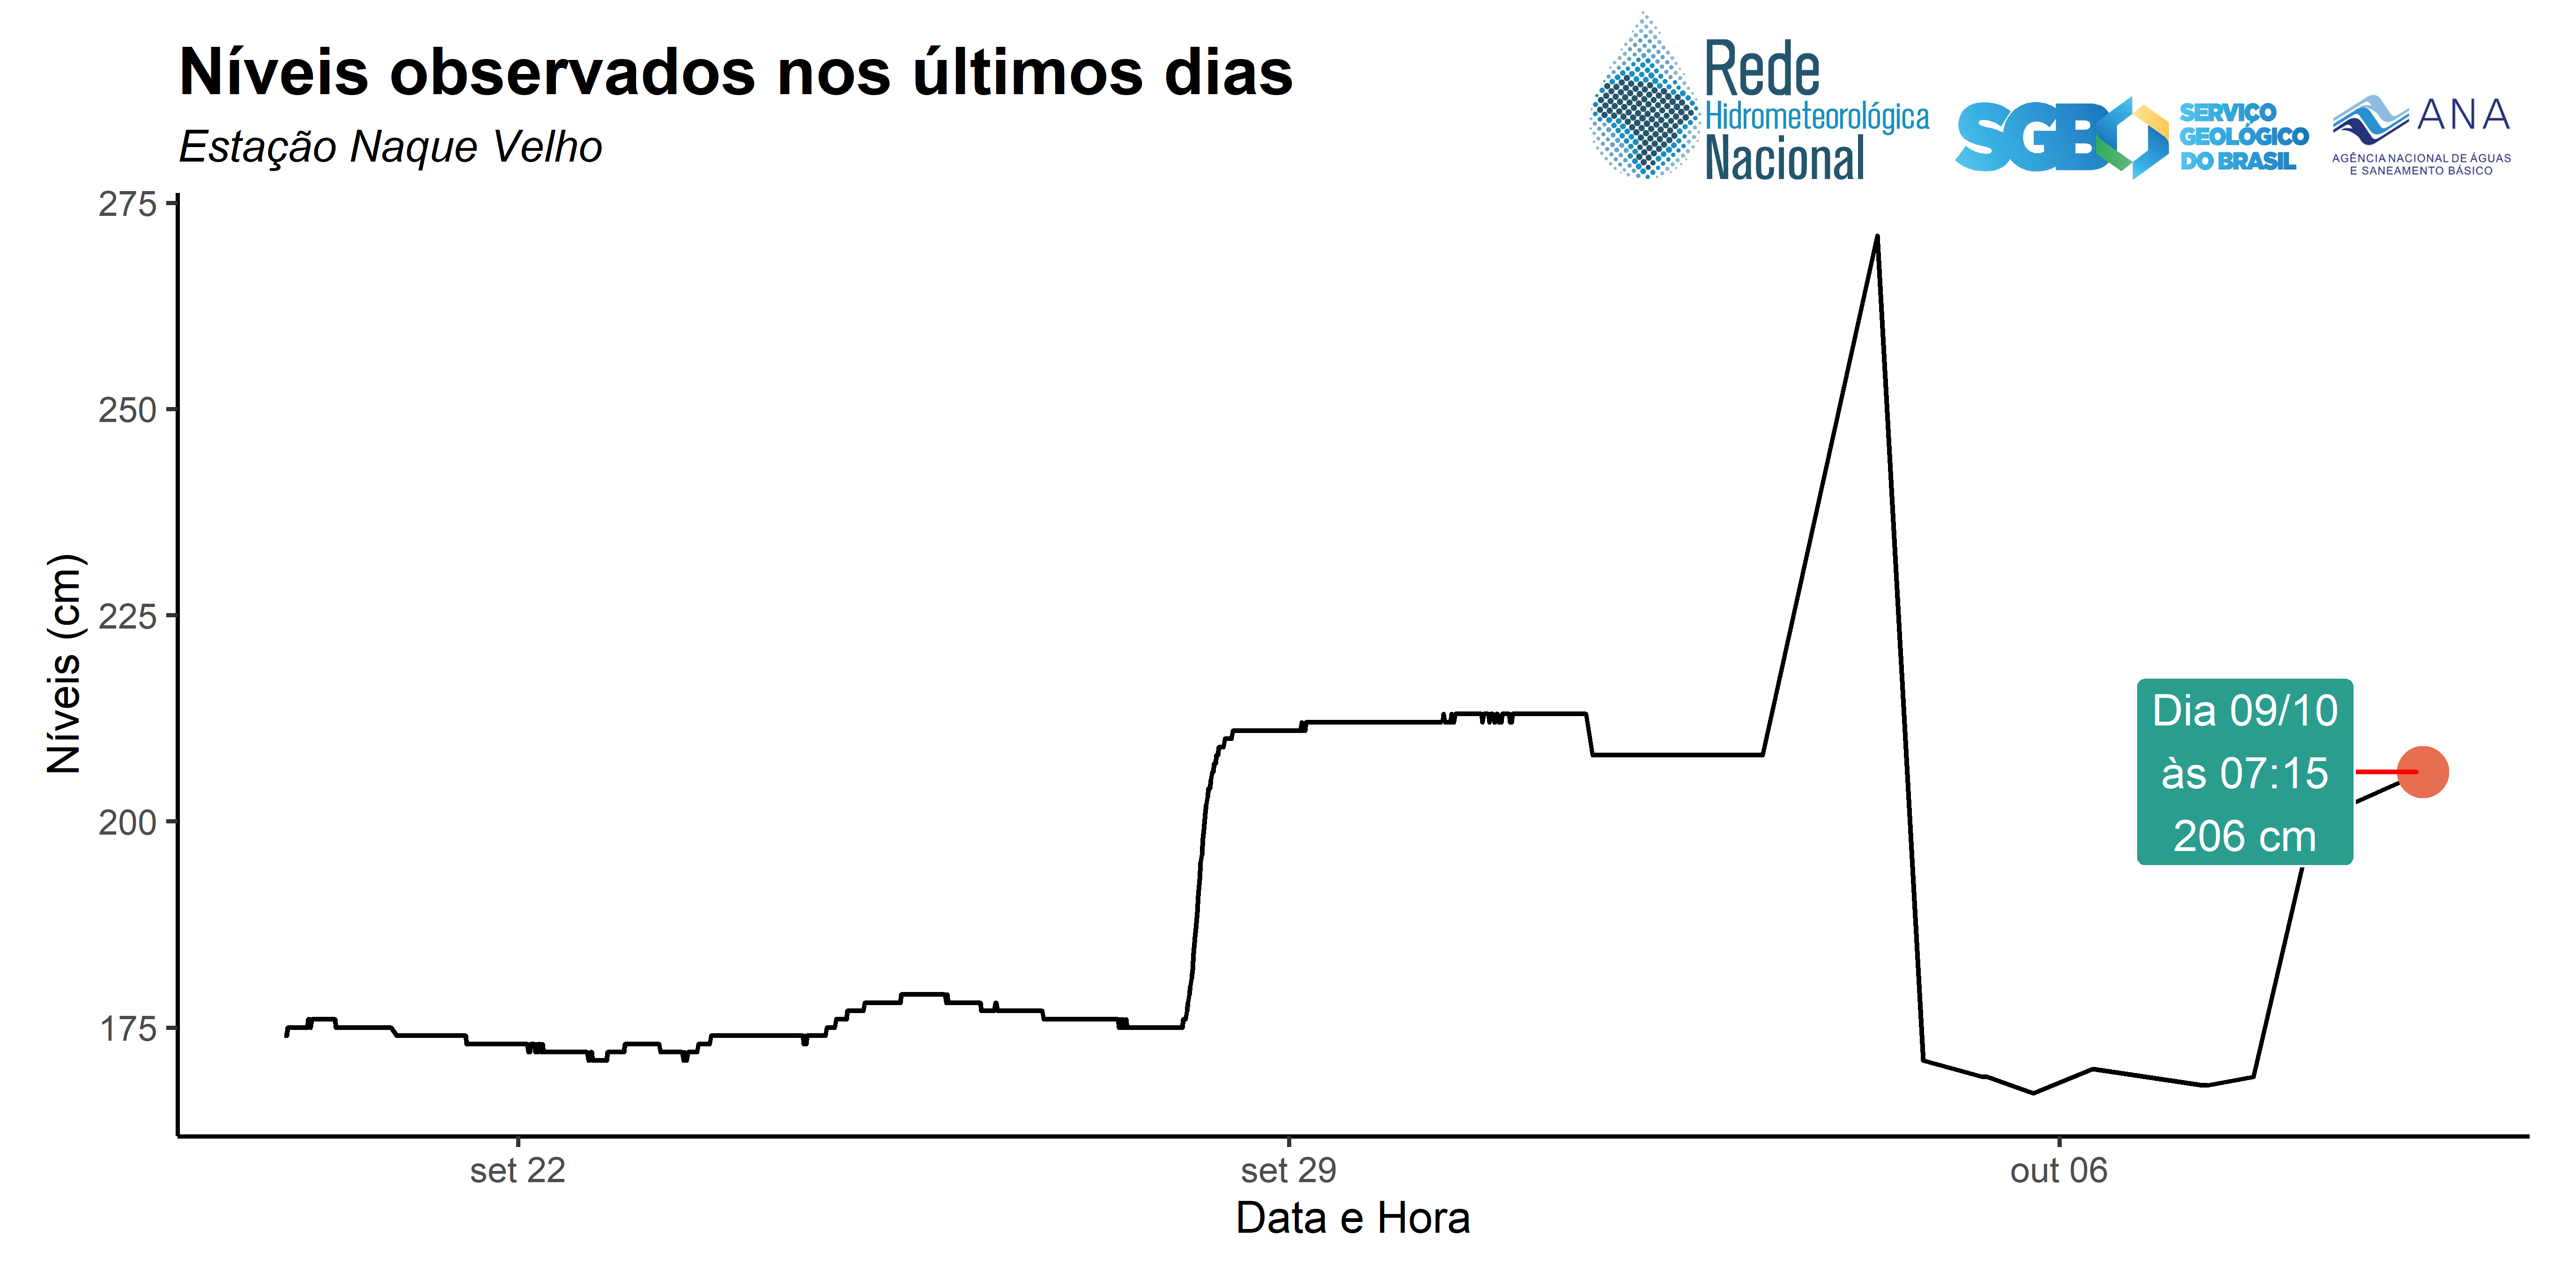 Níveis observados nos últimos dias
Estação Naque Velho
Rede
Hidrometeorológica
Nacional
SGB
SERVIÇO
GEOLÓGICO
DO BRASIL
ANA
AGÊNCIA NACIONAL DE ÁGUAS
E SANEAMENTO BÁSICO
275
250
225
200
175
Níveis (cm)
Dia 09/10
às 07:15
206 cm
set 22
set 29
out 06
Data e Hora